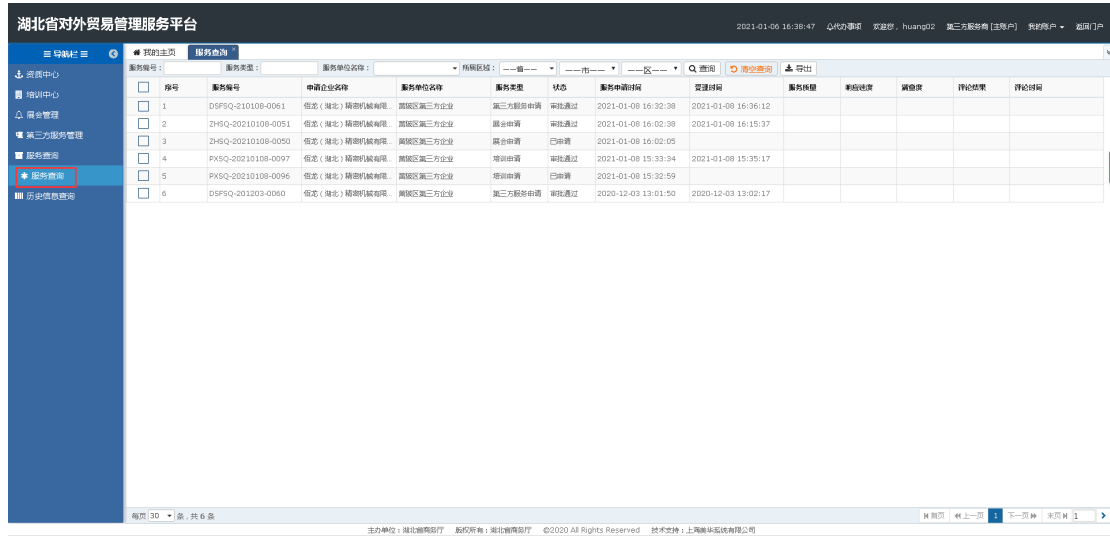 湖北省对外贸易管理服务平台
2021-01-06 16:38:47 代办事项 欢迎您, huang02 第三方服务商 [主账户] 我的账户 返回门户
导航栏 我的主页 服务查询 ×
服务编号: 服务类型: 服务单位名称: 所属区域: ——省—— ——市—— ——区—— 查询 清空查询 导出
资质中心
培训中心
展会管理
第三方服务管理
服务查询
服务查询
历史信息查询
序号 服务编号 申请企业名称 服务单位名称 服务类型 状态 服务申请时间 受理时间 服务质量 响应速度 满意度 评论结果 评论时间
1 DSFSQ-210108-0061 佰龙(湖北)精密机械有限... 黄陂区第三方企业 第三方服务申请 审批通过 2021-01-08 16:32:38 2021-01-08 16:36:12
2 ZHSQ-20210108-0051 佰龙(湖北)精密机械有限... 黄陂区第三方企业 展会申请 审批通过 2021-01-08 16:02:38 2021-01-08 16:15:37
3 ZHSQ-20210108-0050 佰龙(湖北)精密机械有限... 黄陂区第三方企业 展会申请 已申请 2021-01-08 16:02:05
4 PXSQ-20210108-0097 佰龙(湖北)精密机械有限... 黄陂区第三方企业 培训申请 审批通过 2021-01-08 15:33:34 2021-01-08 15:35:17
5 PXSQ-20210108-0096 佰龙(湖北)精密机械有限... 黄陂区第三方企业 培训申请 已申请 2021-01-08 15:32:59
6 DSFSQ-201203-0060 佰龙(湖北)精密机械有限... 黄陂区第三方企业 第三方服务申请 审批通过 2020-12-03 13:01:50 2020-12-03 13:02:17
每页 30 条,共 6 条 首页 上一页 1 下一页 末页 1
主办单位:湖北省商务厅 版权所有:湖北省商务厅 ©2020 All Rights Reserved 技术支持:上海美华系统有限公司